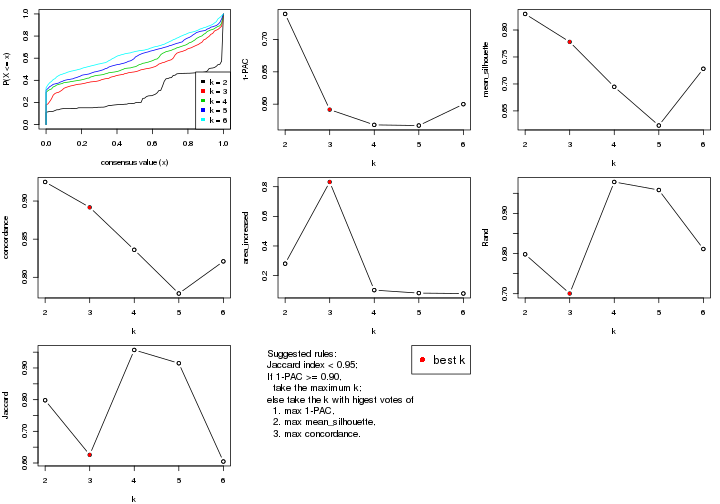 P(X <= x)
0.0 0.2 0.4 0.6 0.8 1.0
k = 2
k = 3
k = 4
k = 5
k = 6
0.0 0.2 0.4 0.6 0.8 1.0
consensus value (x)
1-PAC
0.60 0.65 0.70
2 3 4 5 6
k
mean_silhouette
0.65 0.70 0.75 0.80
2 3 4 5 6
k
concordance
0.80 0.85 0.90
2 3 4 5 6
k
area_increased
0.2 0.4 0.6 0.8
2 3 4 5 6
k
Rand
0.70 0.80 0.90
2 3 4 5 6
k
Jaccard
0.60 0.70 0.80 0.90
2 3 4 5 6
k
Suggested rules:
Jaccard index < 0.95;
If 1-PAC >= 0.90,
take the maximum k;
else take the k with higest votes of
1. max 1-PAC,
2. max mean_silhouette,
3. max concordance.
best k